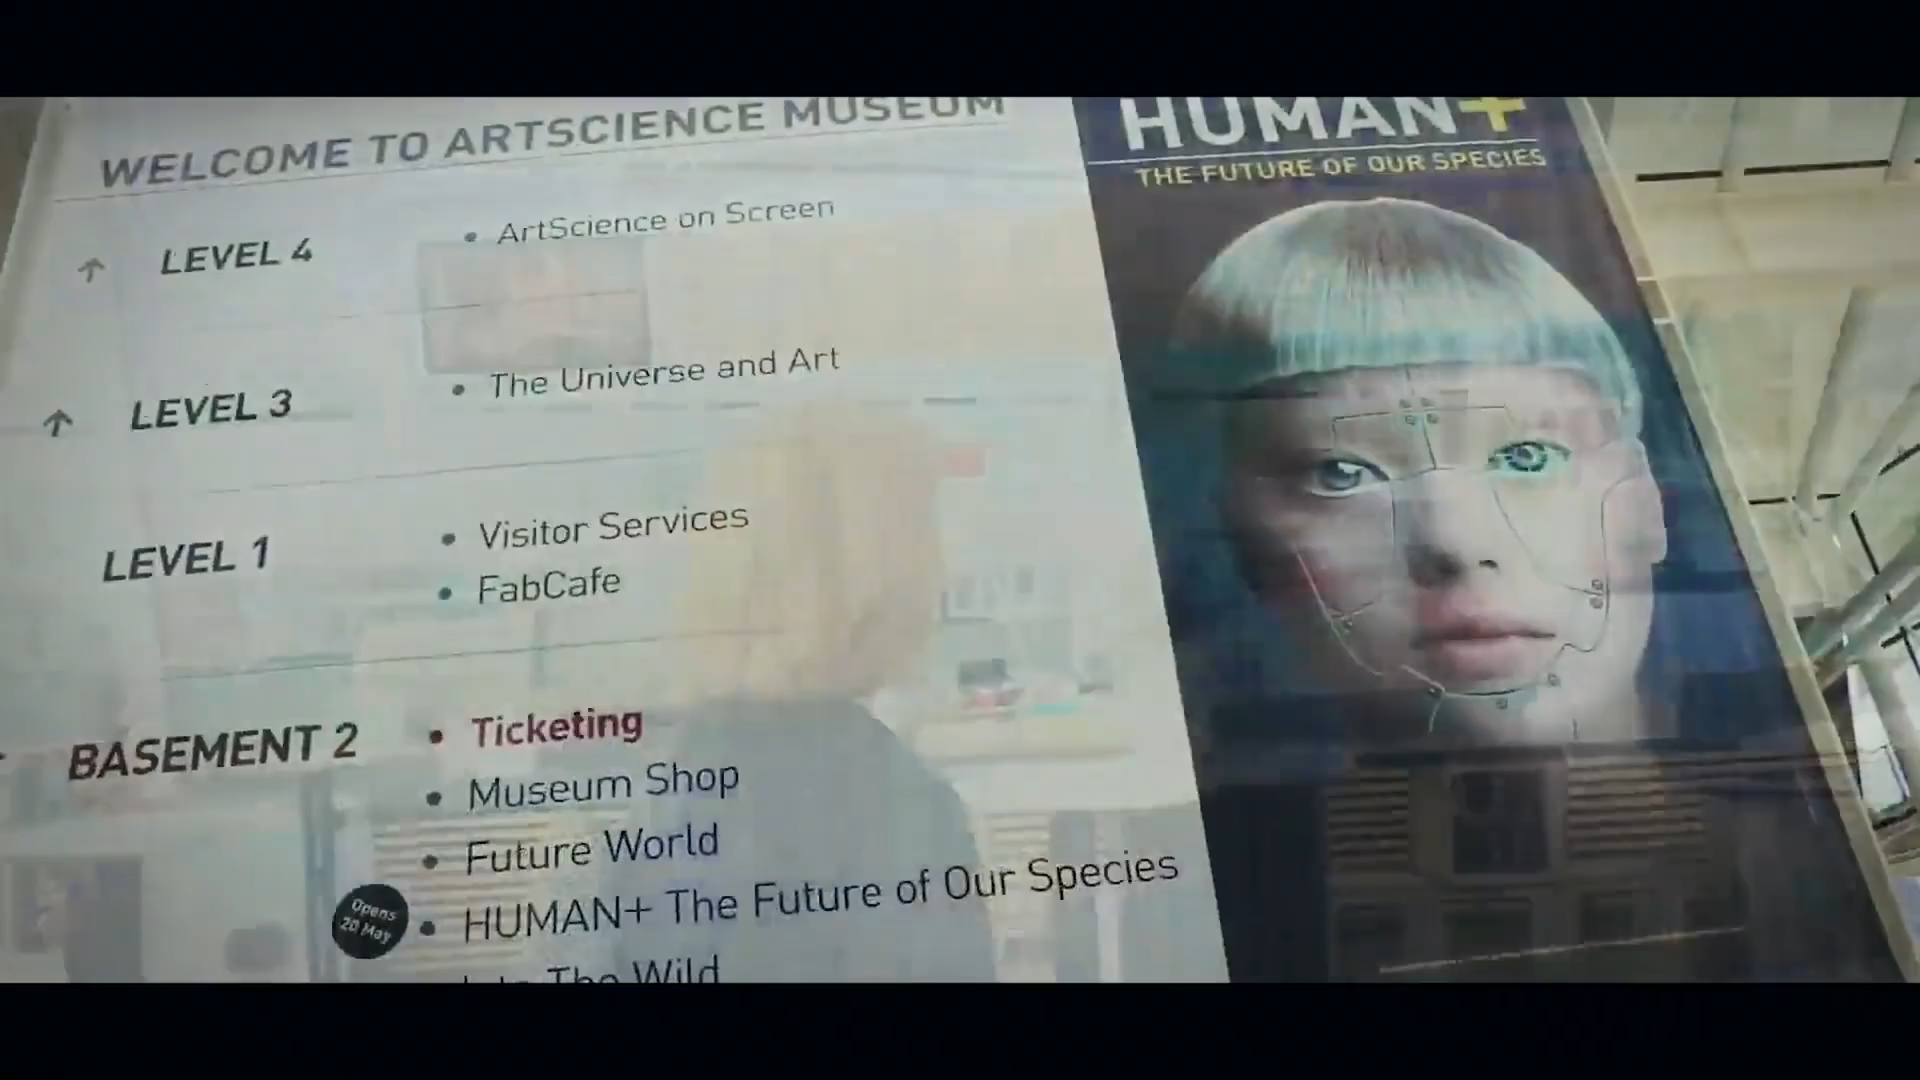 WELCOME TO ARTSCIENCE MUSEUM
LEVEL 4
• ArtScience on Screen
LEVEL 3
• The Universe and Art
LEVEL 1
• Visitor Services
• FabCafe
BASEMENT 2
• Ticketing
• Museum Shop
• Future World
Opens
20 May
• HUMAN+ The Future of Our Species
The Wild
HUMAN+
THE FUTURE OF OUR SPECIES